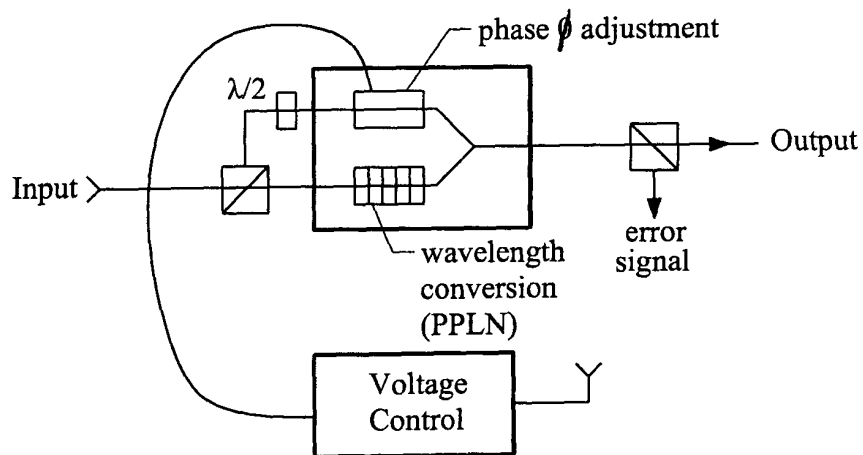 phase ϕ adjustment
λ/2
Input
Output
error
signal
wavelength
conversion
(PPLN)
Voltage
Control